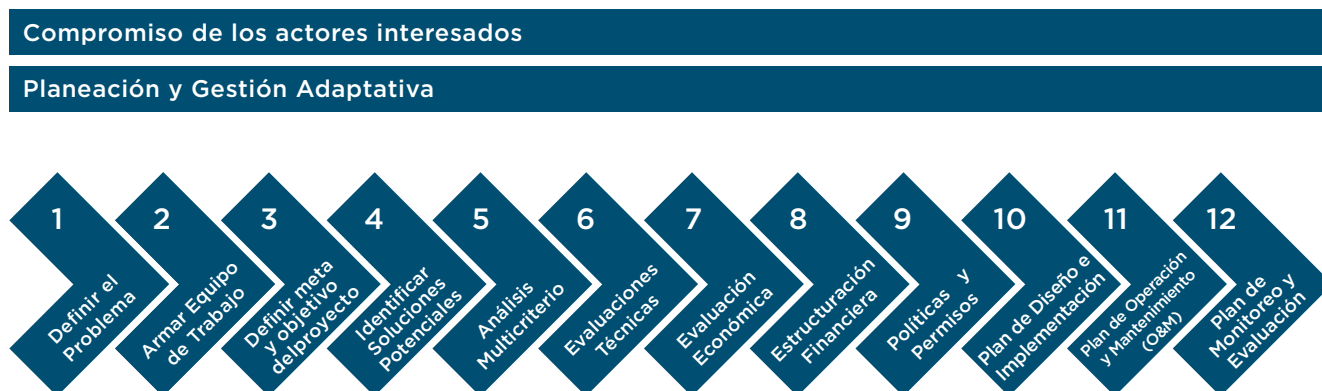 Compromiso de los actores interesados
Planeación y Gestión Adaptativa
1
Definir el
Problema
2
Armar Equipo
de Trabajo
3
Definir meta
y objetivo
delproyecto
4
Identificar
Soluciones
Potenciales
5
Análisis
Multicriterio
6
Evaluaciones
Técnicas
7
Evaluación
Económica
8
Estructuración
Financiera
9
Políticas y
Permisos
10
Plan de Diseño e
Implementación
11
Plan de Operación
y Mantenimiento
(O&M)
12
Plan de
Monitoreo y
Evaluación